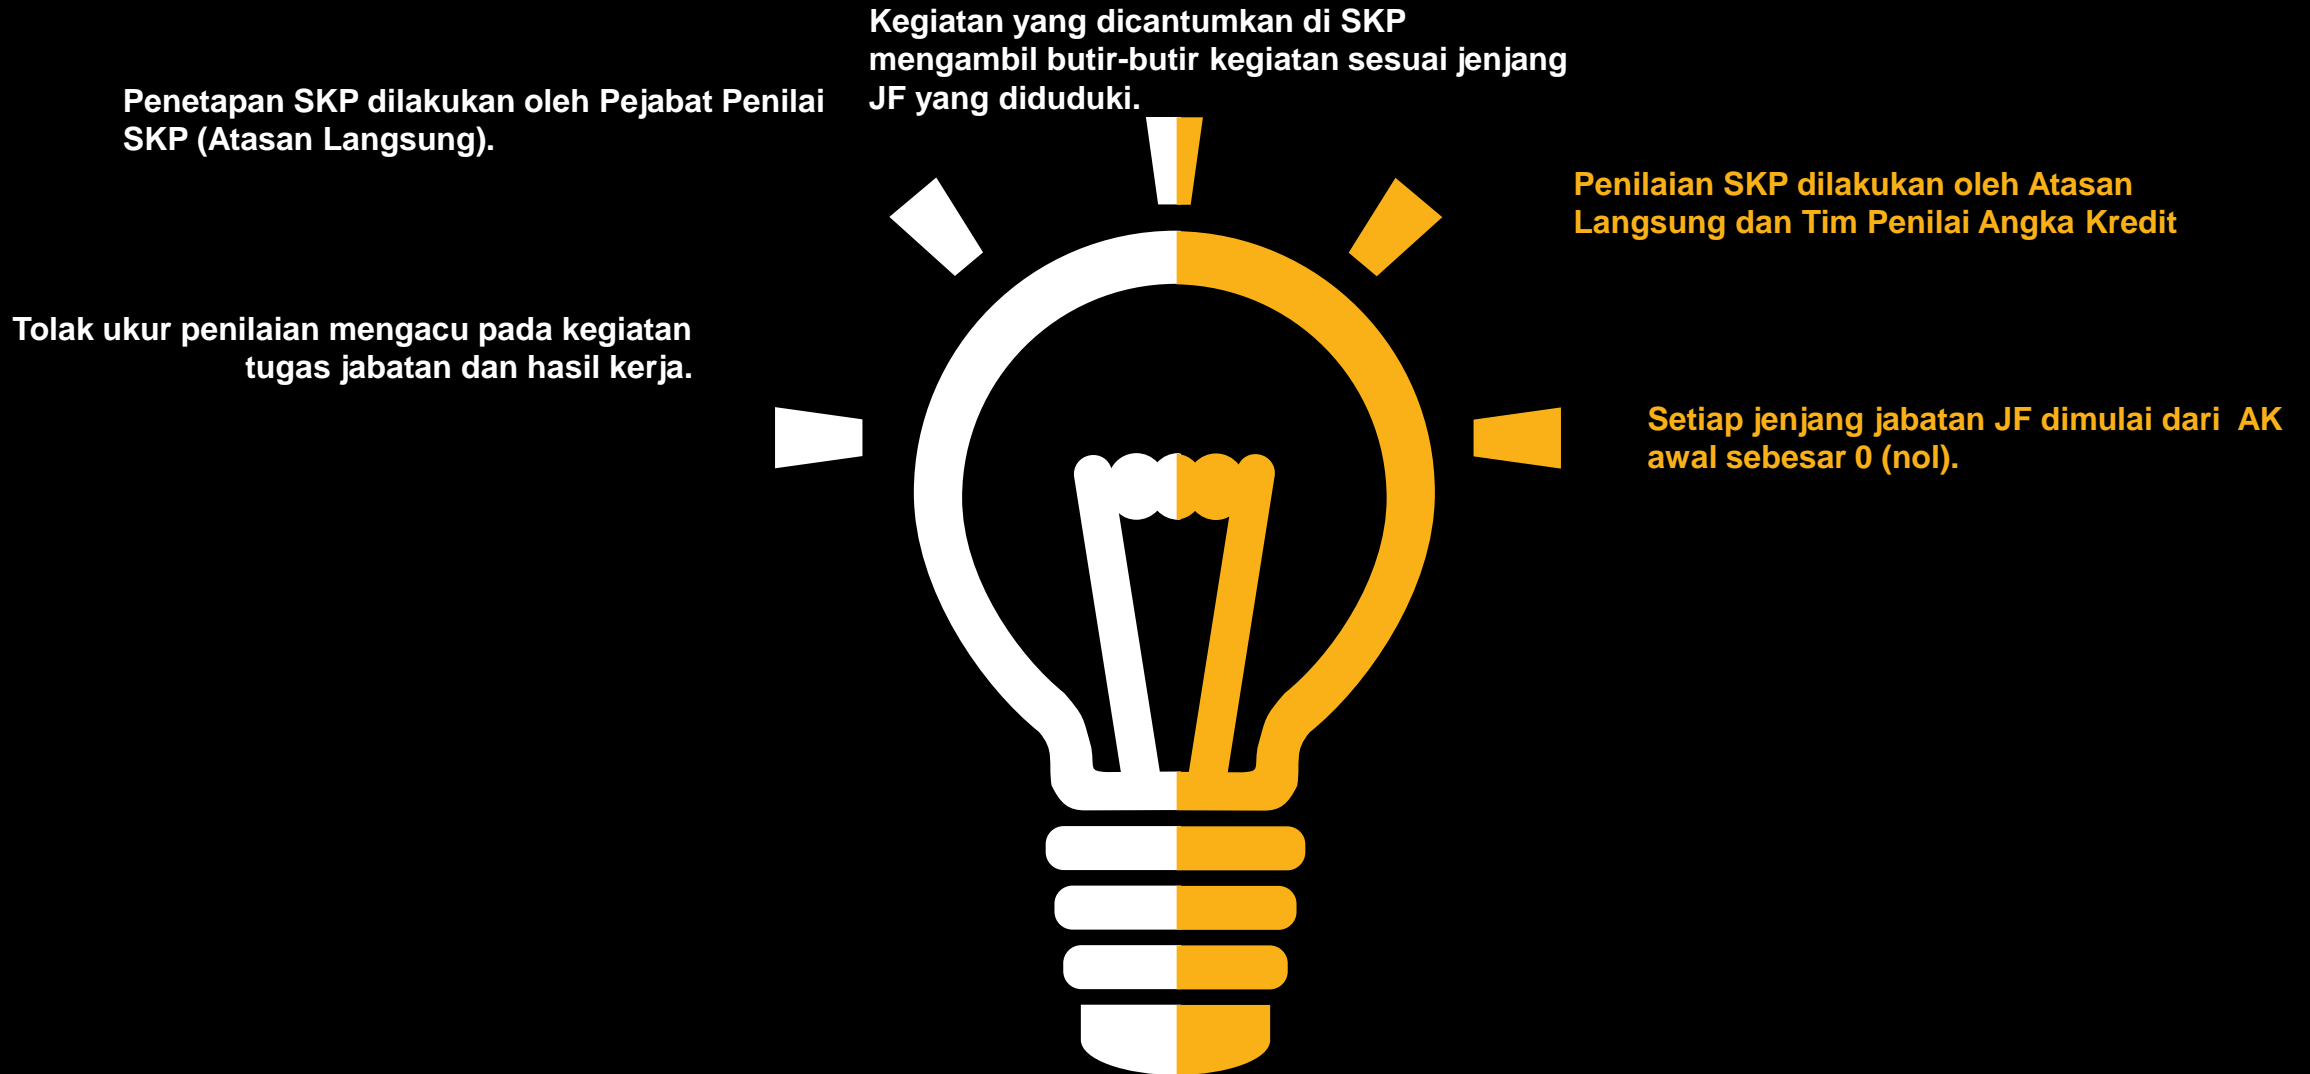 Kegiatan yang dicantumkan di SKP
mengambil butir-butir kegiatan sesuai jenjang
JF yang diduduki.
Penetapan SKP dilakukan oleh Pejabat Penilai
SKP (Atasan Langsung).
Penilaian SKP dilakukan oleh Atasan
Langsung dan Tim Penilai Angka Kredit
Tolak ukur penilaian mengacu pada kegiatan
tugas jabatan dan hasil kerja.
Setiap jenjang jabatan JF dimulai dari  AK
awal sebesar 0 (nol).